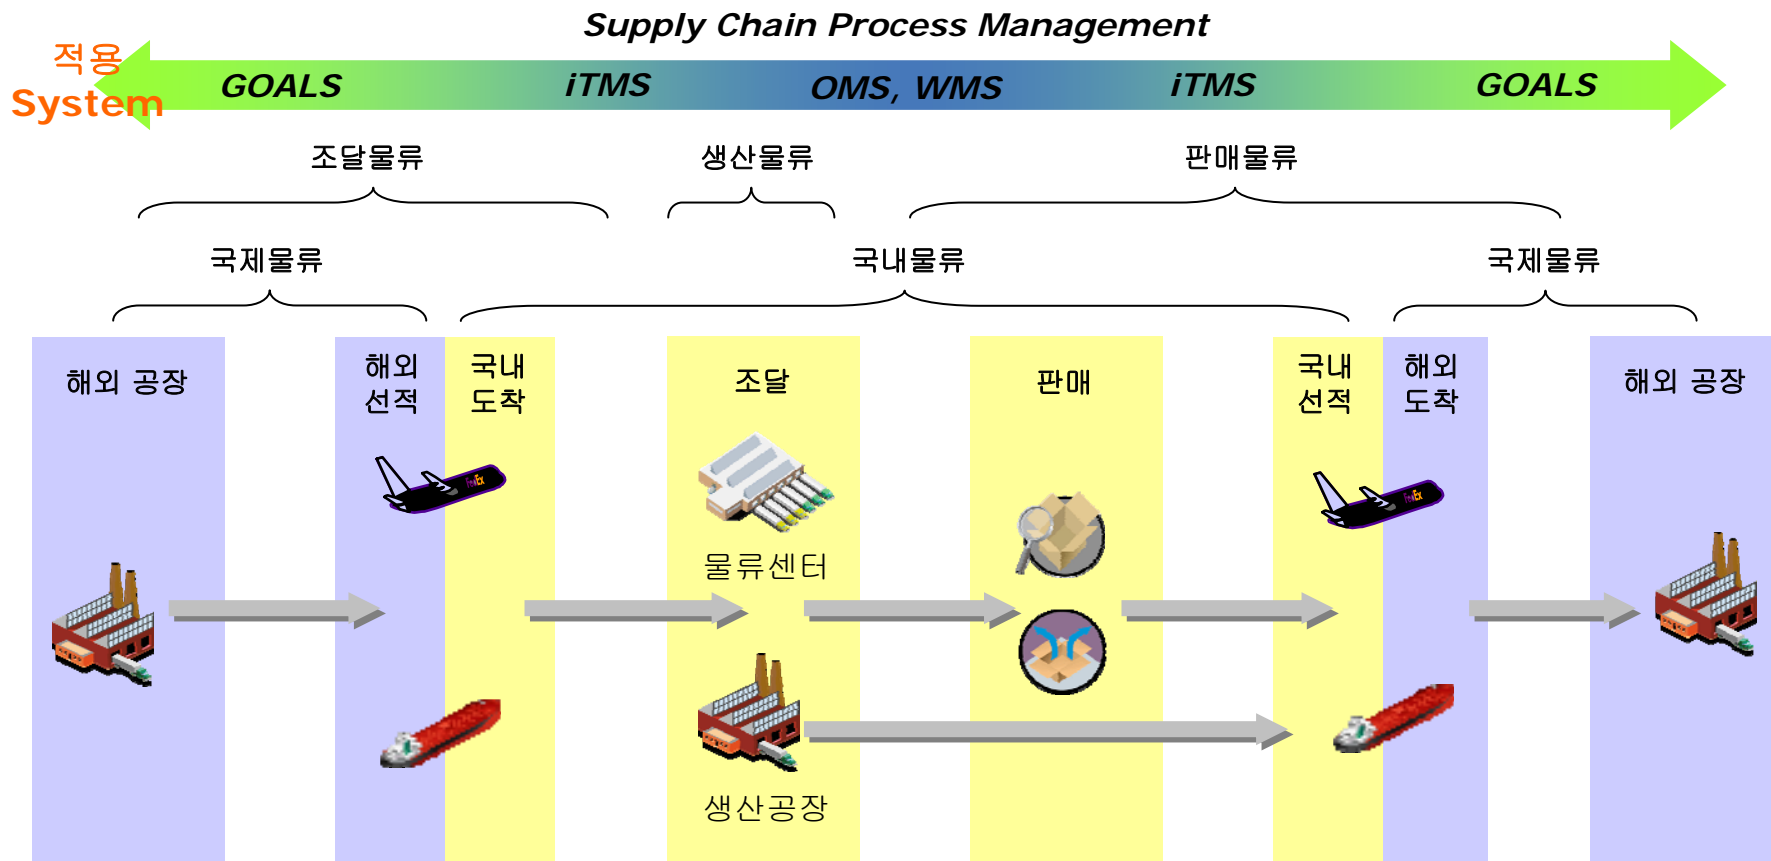 Supply Chain Process Management
적용
System
GOALS
iTMS
OMS, WMS
iTMS
GOALS
조달물류
생산물류
판매물류
국제물류
국내물류
국제물류
해외 공장
해외
선적
국내
도착
조달
판매
국내
선적
해외
도착
해외 공장
FedEx
FedEx
물류센터
생산공장